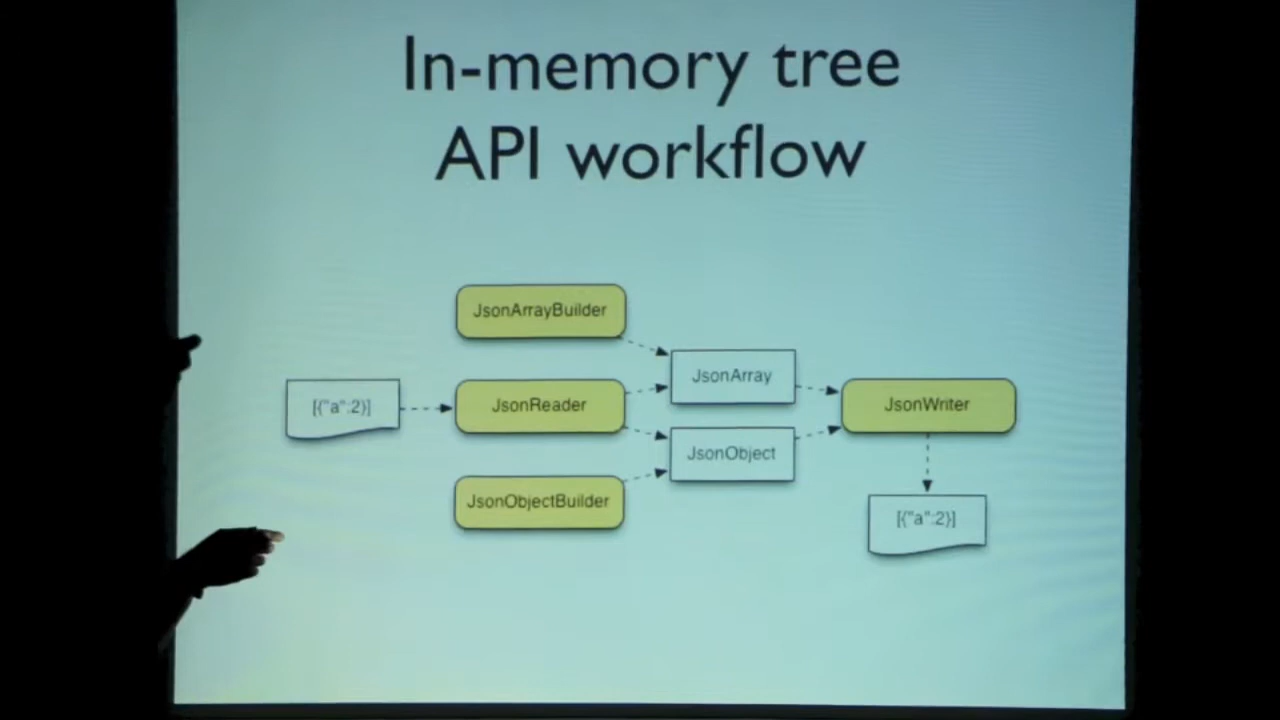 In-memory tree
API workflow
JsonArrayBuilder
JsonArray
[{"a":2}]
JsonReader
JsonWriter
JsonObject
JsonObjectBuilder
[{"a":2}]